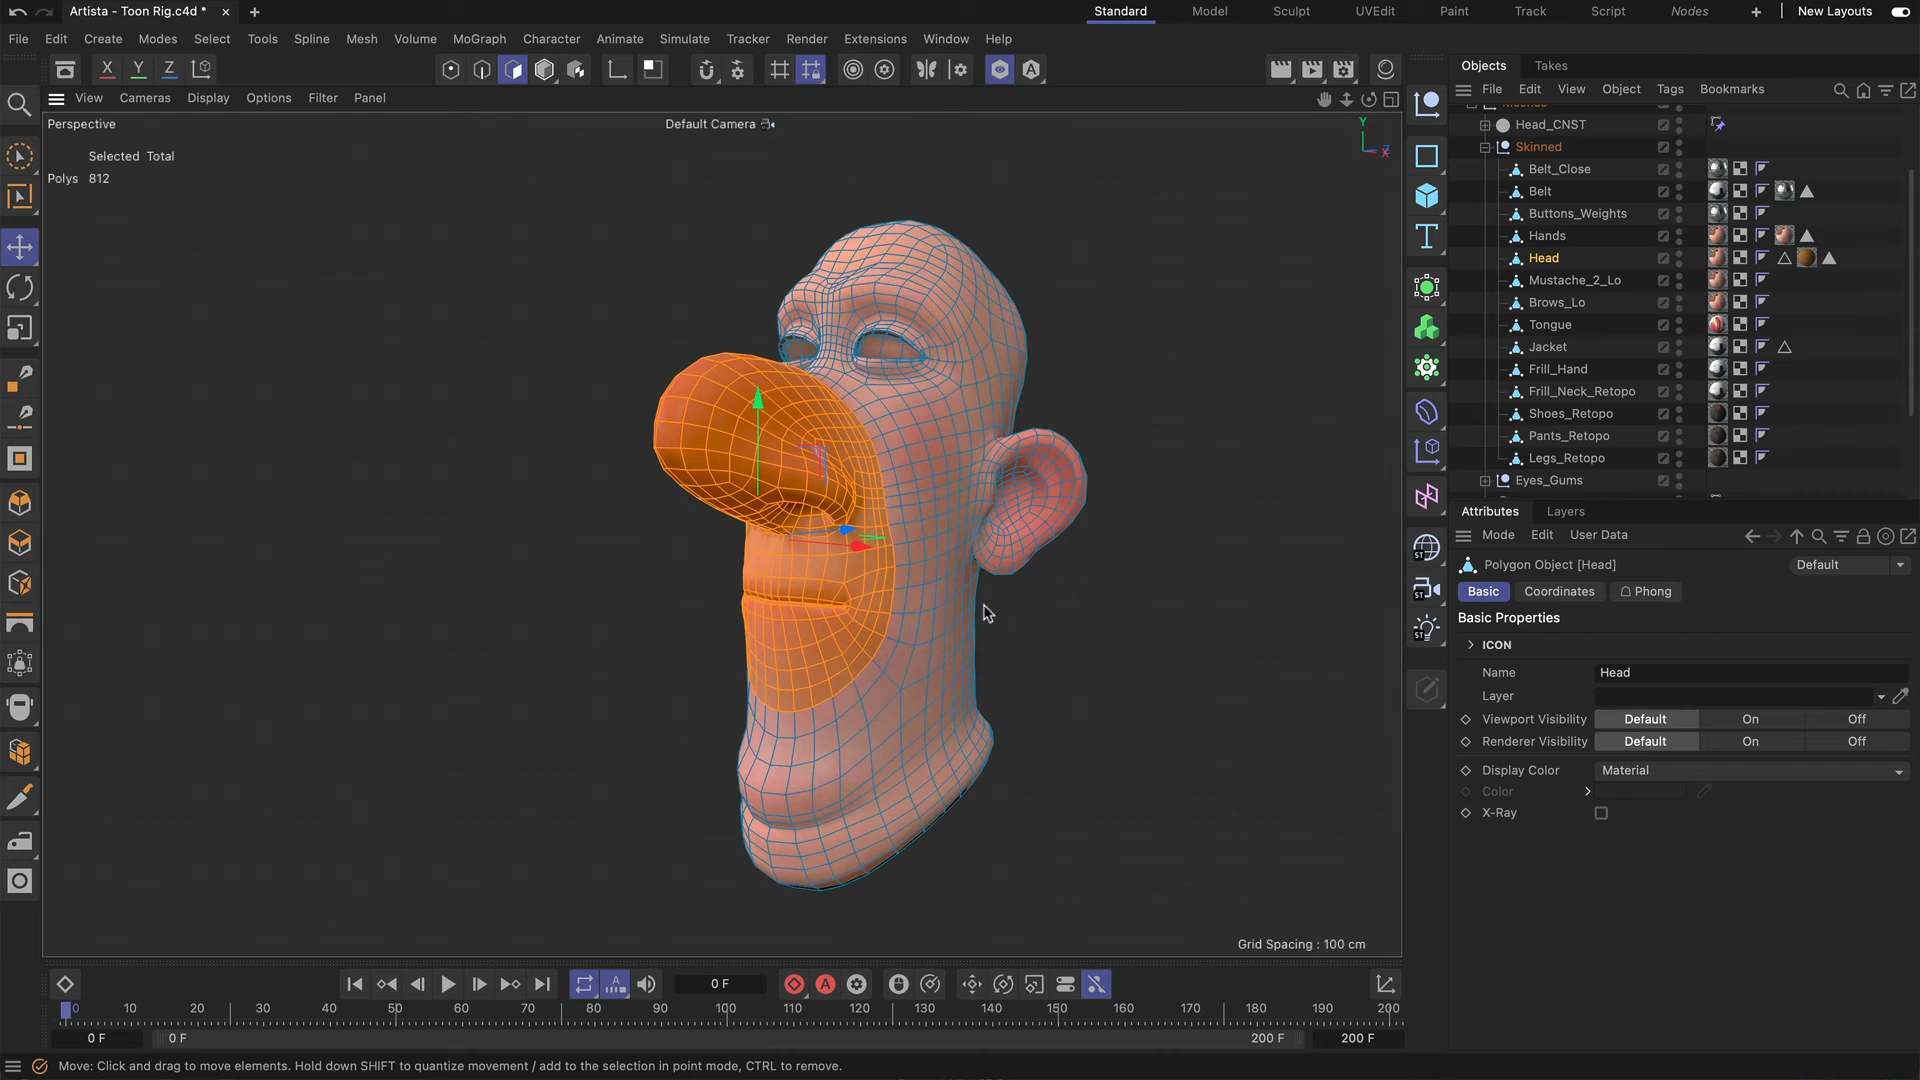 Artista - Toon Rig.c4d *
Standard Model Sculpt UVEdit Paint Track Script Nodes New Layouts
File Edit Create Modes Select Tools Spline Mesh Volume MoGraph Character Animate Simulate Tracker Render Extensions Window Help
X Y Z
View Cameras Display Options Filter Panel
Perspective
Default Camera
Selected Total
Polys 812
Y
X
Grid Spacing : 100 cm
ST
ST
ST
Objects Takes
File Edit View Object Tags Bookmarks
Head_CNST
Skinned
Belt_Close
Belt
Buttons_Weights
Hands
Head
Mustache_2_Lo
Brows_Lo
Tongue
Jacket
Frill_Hand
Frill_Neck_Retopo
Shoes_Retopo
Pants_Retopo
Legs_Retopo
Eyes_Gums
Attributes Layers
Mode Edit User Data
Polygon Object [Head]
Default
Basic Coordinates Phong
Basic Properties
ICON
Name Head
Layer
Viewport Visibility Default On Off
Renderer Visibility Default On Off
Display Color Material
Color
X-Ray
0 F
0 10 20 30 40 50 60 70 80 90 100 110 120 130 140 150 160 170 180 190 200
0 F 0 F 200 F 200 F
Move: Click and drag to move elements. Hold down SHIFT to quantize movement / add to the selection in point mode, CTRL to remove.